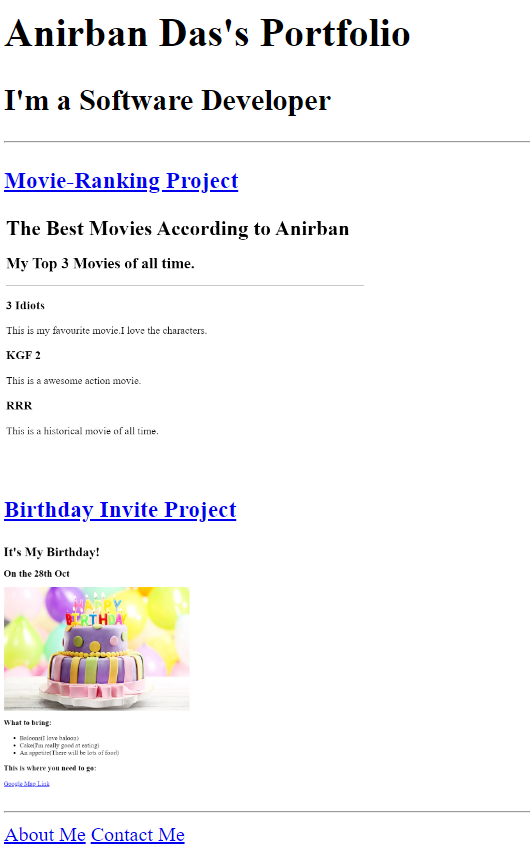 Anirban Das's Portfolio
I'm a Software Developer
Movie-Ranking Project
The Best Movies According to Anirban
My Top 3 Movies of all time.
3 Idiots
This is my favourite movie.I love the characters.
KGF 2
This is a awesome action movie.
RRR
This is a historical movie of all time.
Birthday Invite Project
It's My Birthday!
On the 28th Oct
HAPPY
BIRTHDAY
What to bring:
Baloons(I love baloon)
Cake(I'm really good at eating)
An appetite(There will be lots of food)
This is where you need to go:
Google Map Link
About Me Contact Me